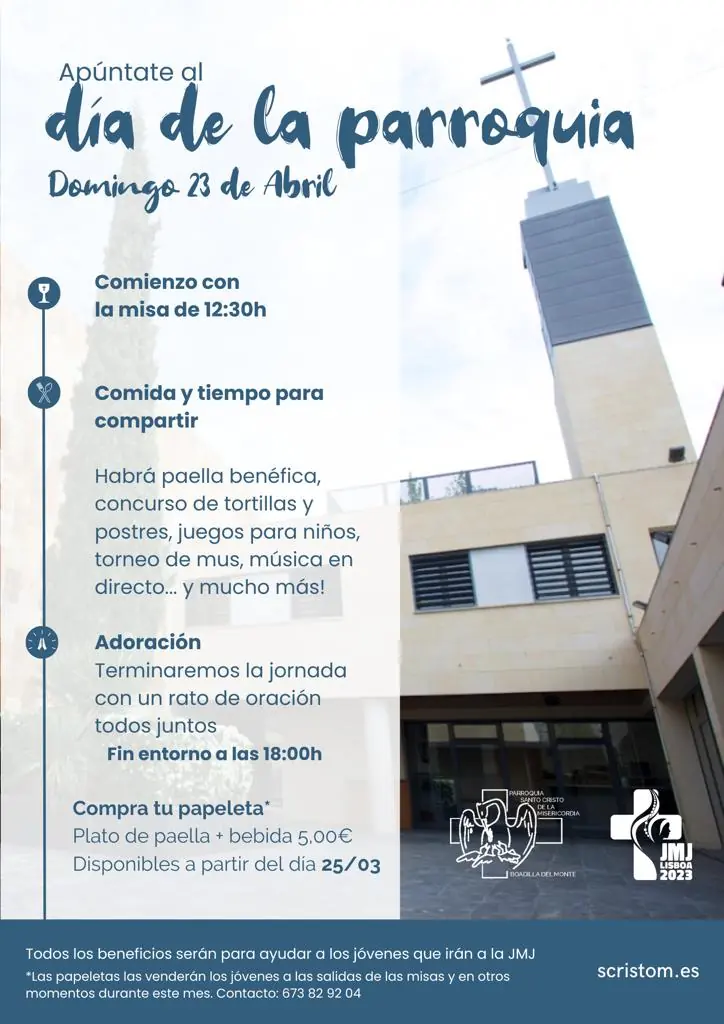 Apúntate al
día de la parroquia
Domingo 23 de Abril
Comienzo con
la misa de 12:30h
Comida y tiempo para
compartir
Habrá paella benéfica,
concurso de tortillas y
postres, juegos para niños,
torneo de mus, música en
directo... y mucho más!
Adoración
Terminaremos la jornada
con un rato de oración
todos juntos
Fin entorno a las 18:00h
Compra tu papeleta*
Plato de paella + bebida 5,00€
Disponibles a partir del día 25/03
PARROQUIA
SANTO CRISTO
DE LA
MISERICORDIA
BOADILLA DEL MONTE
JMJ
LISBOA
2023
Todos los beneficios serán para ayudar a los jóvenes que irán a la JMJ
*Las papeletas las venderán los jóvenes a las salidas de las misas y en otros
momentos durante este mes. Contacto: 673 82 92 04
scristom.es